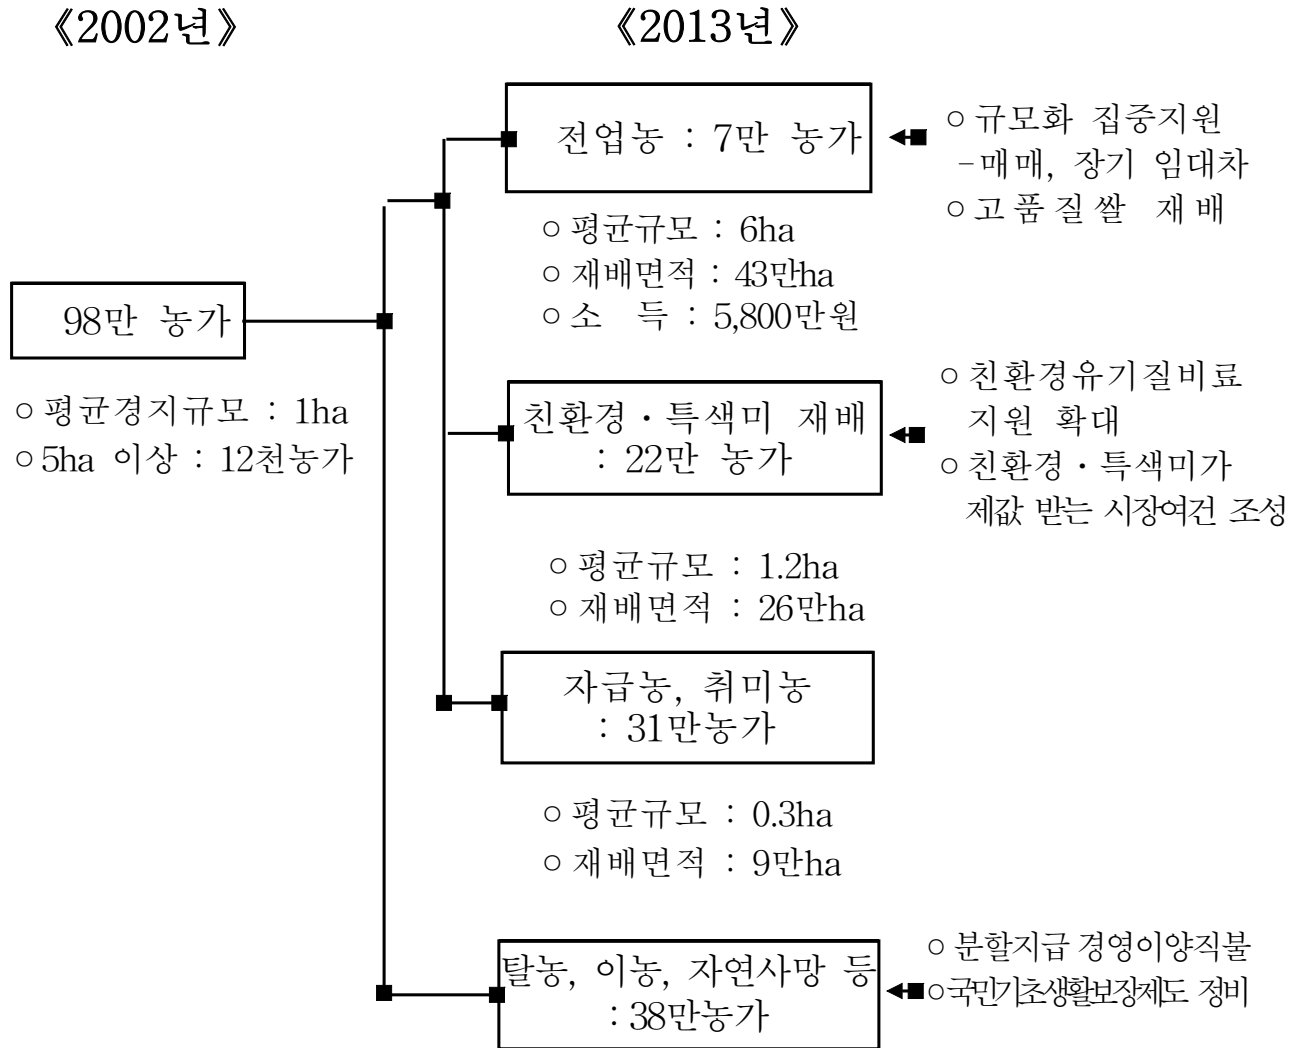 《2002년》
《2013년》
98만 농가
○ 평균경지규모 : 1ha
○ 5ha 이상 : 12천농가
전업농 : 7만 농가
○ 평균규모 : 6ha
○ 재배면적 : 43만ha
○ 소 득 : 5,800만원
○ 규모화 집중지원
-매매, 장기 임대차
○ 고품질쌀 재배
친환경・특색미 재배
: 22만 농가
○ 평균규모 : 1.2ha
○ 재배면적 : 26만ha
○ 친환경유기질비료
지원 확대
○ 친환경・특색미가
제값 받는 시장여건 조성
자급농, 취미농
: 31만농가
○ 평균규모 : 0.3ha
○ 재배면적 : 9만ha
탈농, 이농, 자연사망 등
: 38만농가
○ 분할지급 경영이양직불
○ 국민기초생활보장제도 정비